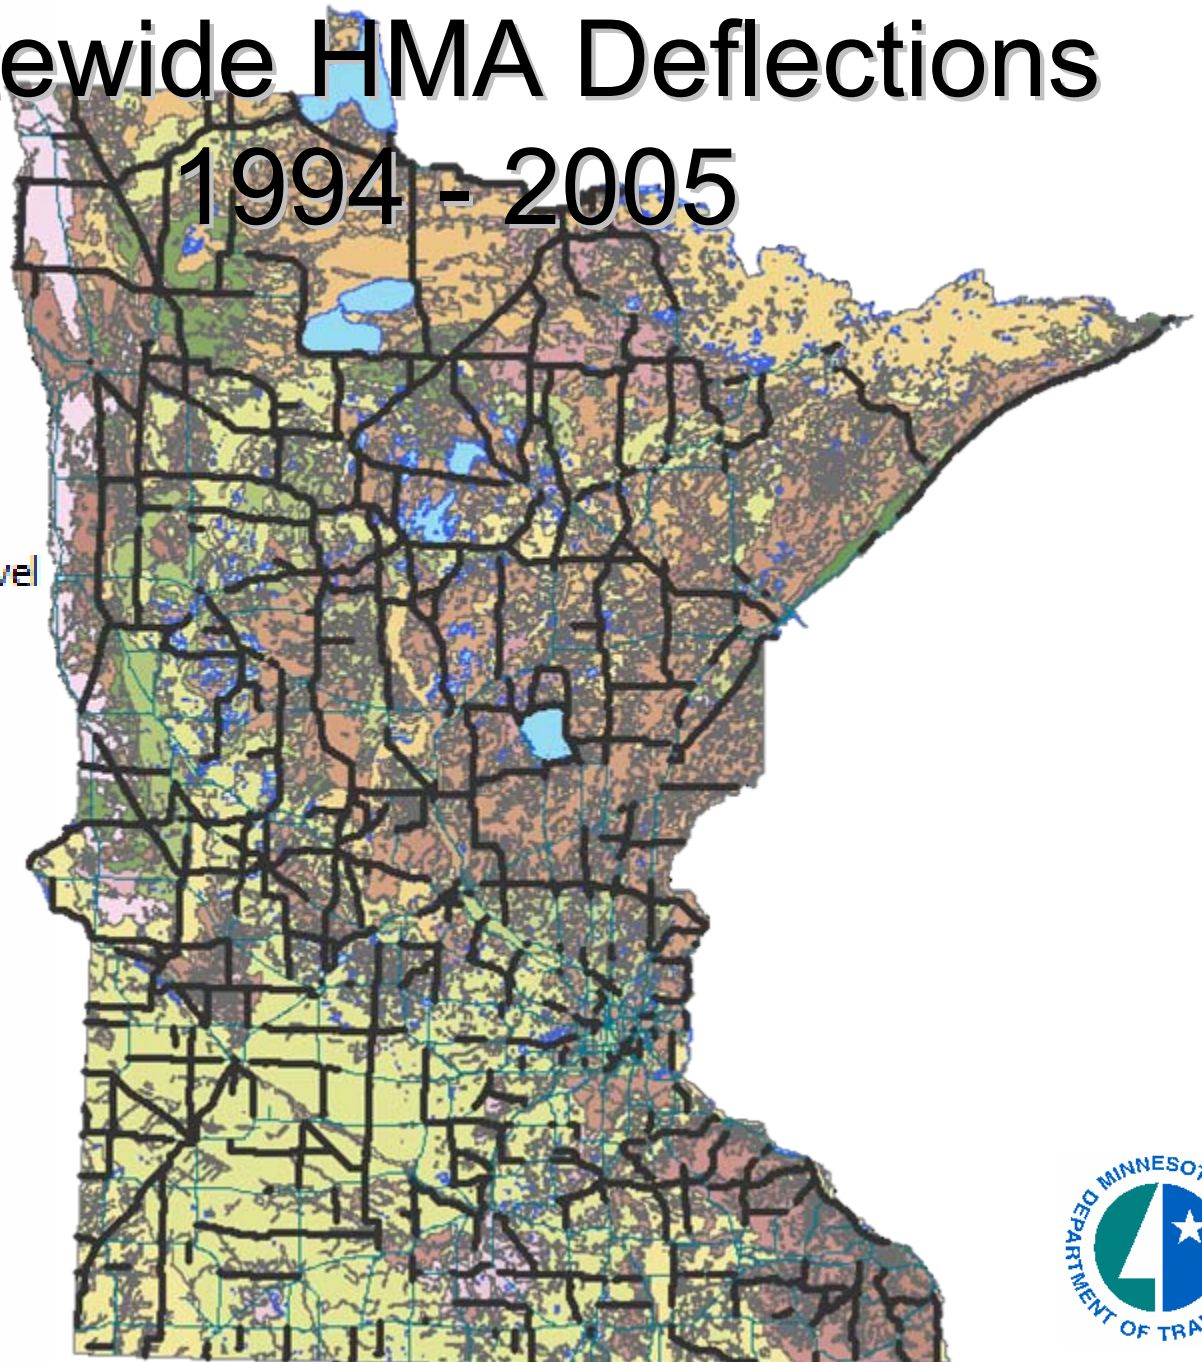 ewide HMA Deflections
1994 - 2005
vel
DEPARTMENT OF TRA
MINNESOT